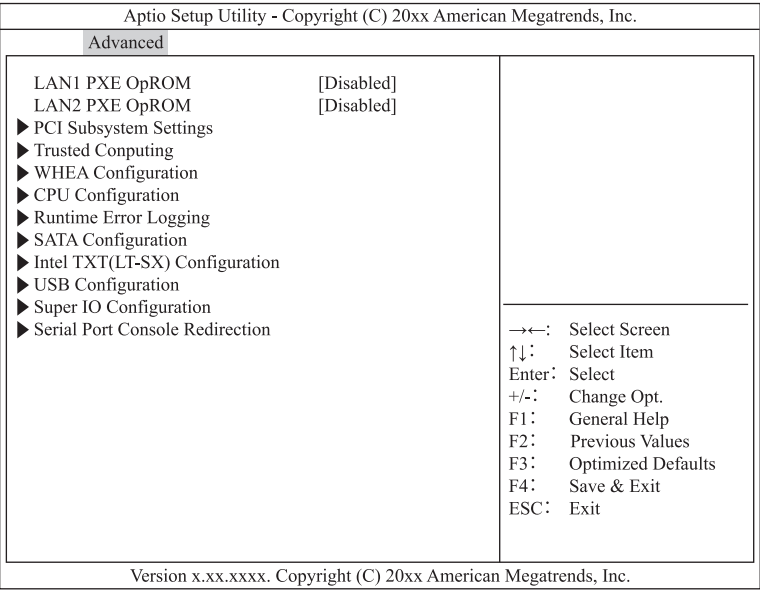 Aptio Setup Utility - Copyright (C) 20xx American Megatrends, Inc.
Advanced
LAN1 PXE OpROM [Disabled]
LAN2 PXE OpROM [Disabled]
▶ PCI Subsystem Settings
▶ Trusted Conputing
▶ WHEA Configuration
▶ CPU Configuration
▶ Runtime Error Logging
▶ SATA Configuration
▶ Intel TXT(LT-SX) Configuration
▶ USB Configuration
▶ Super IO Configuration
▶ Serial Port Console Redirection
→←: Select Screen
↑↓: Select Item
Enter: Select
+/-: Change Opt.
F1: General Help
F2: Previous Values
F3: Optimized Defaults
F4: Save & Exit
ESC: Exit
Version x.xx.xxxx. Copyright (C) 20xx American Megatrends, Inc.